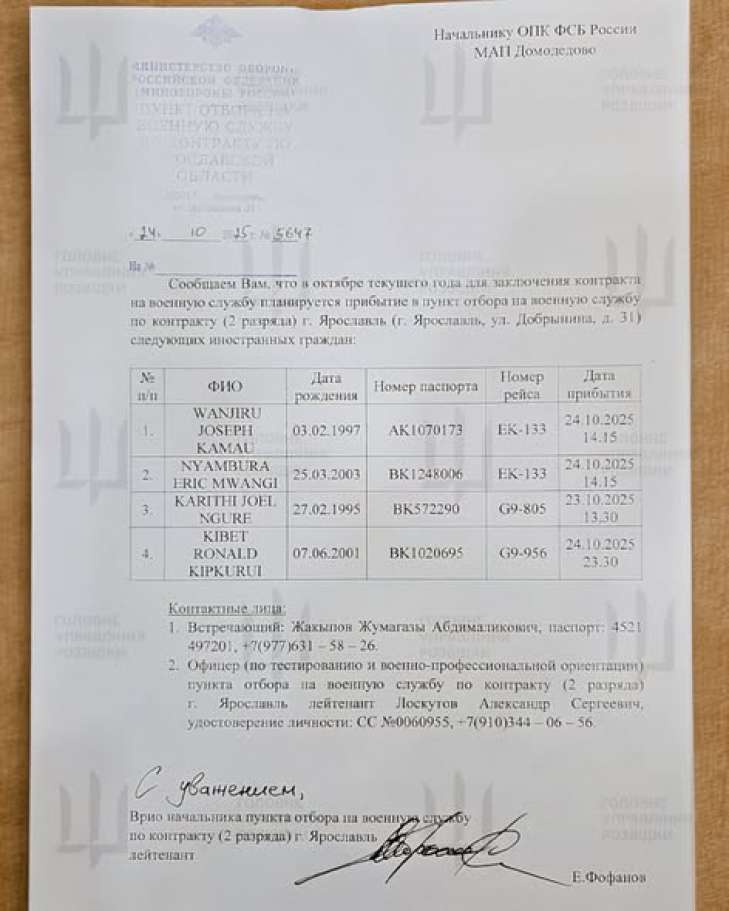 Начальнику ОПК ФСБ России
МАП Домодедово
МИНИСТЕРСТВО ОБОРОНЫ
РОССИЙСКОЙ ФЕДЕРАЦИИ
(МИНОБОРОНЫ РОССИИ)
ПУНКТ ОТБОРА НА
ВОЕННУЮ СЛУЖБУ
ПО КОНТРАКТУ ПО
ЯРОСЛАВСКОЙ
ОБЛАСТИ
«24» 10 2025 г. № 5647
На №
Сообщаем Вам, что в октябре текущего года для заключения контракта
на военную службу планируется прибытие в пункт отбора на военную службу
по контракту (2 разряда) г. Ярославль (г. Ярославль, ул. Добрынина, д. 31)
следующих иностранных граждан:
№ п/п ФИО Дата рождения Номер паспорта Номер рейса Дата прибытия
1. WANJIRU JOSEPH KAMAU 03.02.1997 AK1070173 EK-133 24.10.2025 14.15
2. NYAMBURA ERIC MWANGI 25.03.2003 BK1248006 EK-133 24.10.2025 14.15
3. KARITHI JOEL NGURE 27.02.1995 BK572290 G9-805 23.10.2025 13.30
4. KIBET RONALD KIPKURUI 07.06.2001 BK1020695 G9-956 24.10.2025 23.30
Контактные лица:
1. Встречающий: Жакыпов Жумагазы Абдималикович, паспорт: 4521
497201, +7(977)631 – 58 – 26.
2. Офицер (по тестированию и военно-профессиональной ориентации)
пункта отбора на военную службу по контракту (2 разряда)
г. Ярославль лейтенант Лоскутов Александр Сергеевич,
удостоверение личности: СС №0060955, +7(910)344 – 06 – 56.
С уважением,
Врио начальника пункта отбора на военную службу
по контракту (2 разряда) г. Ярославль
лейтенант
Е.Фофанов
ГОЛОВНЕ
УПРАВЛІННЯ
РОЗВІДКИ